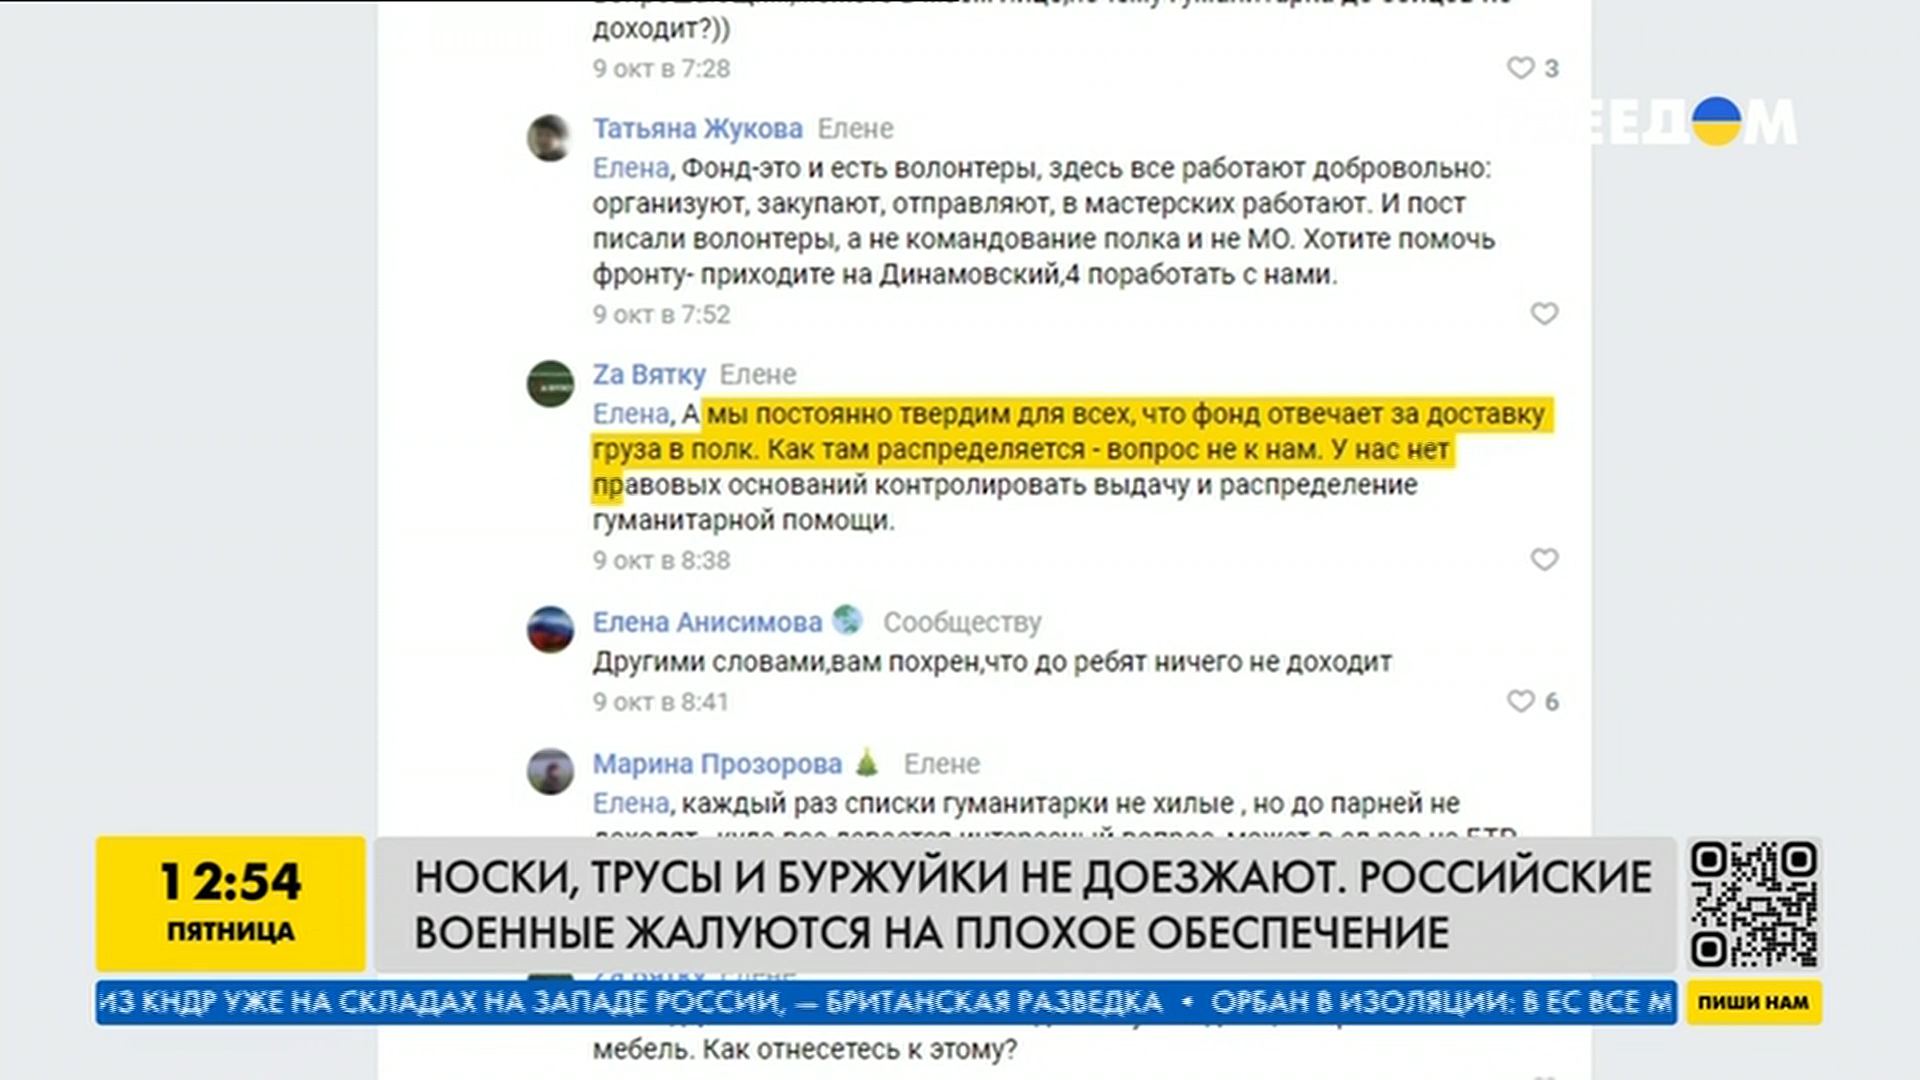 доходит?))
9 окт в 7:28
3
ЕЕДОМ
Татьяна Жукова Елене
Елена, Фонд-это и есть волонтеры, здесь все работают добровольно:
организуют, закупают, отправляют, в мастерских работают. И пост
писали волонтеры, а не командование полка и не МО. Хотите помочь
фронту- приходите на Динамовский,4 поработать с нами.
9 окт в 7:52
Za Вятку Елене
Елена, А мы постоянно твердим для всех, что фонд отвечает за доставку
груза в полк. Как там распределяется - вопрос не к нам. У нас нет
правовых оснований контролировать выдачу и распределение
гуманитарной помощи.
9 окт в 8:38
Елена Анисимова Сообществу
Другими словами,вам похрен,что до ребят ничего не доходит
9 окт в 8:41
6
Марина Прозорова Елене
Елена, каждый раз списки гуманитарки не хилые , но до парней не
12:54
ПЯТНИЦА
НОСКИ, ТРУСЫ И БУРЖУЙКИ НЕ ДОЕЗЖАЮТ. РОССИЙСКИЕ
ВОЕННЫЕ ЖАЛУЮТСЯ НА ПЛОХОЕ ОБЕСПЕЧЕНИЕ
Za Вятку Елене
ИЗ КНДР УЖЕ НА СКЛАДАХ НА ЗАПАДЕ РОССИИ, — БРИТАНСКАЯ РАЗВЕДКА • ОРБАН В ИЗОЛЯЦИИ: В ЕС ВСЕ М
ПИШИ НАМ
мебель. Как отнесетесь к этому?